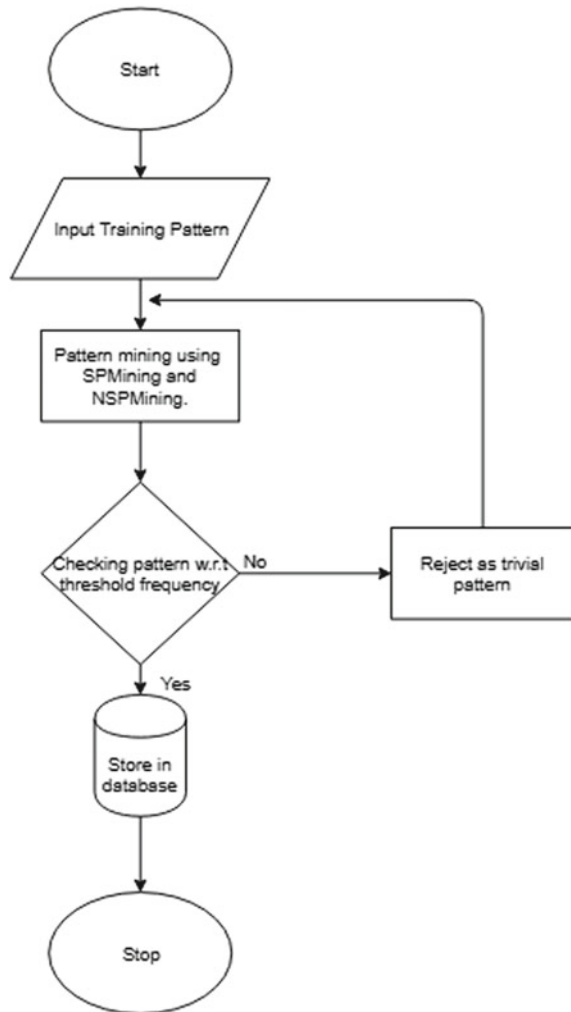 Start
Input Training Pattern
Pattern mining using
SPMining and
NSPMining.
Checking pattern w.r.t
threshold frequency
No
Reject as trivial
pattern
Yes
Store in
database
Stop